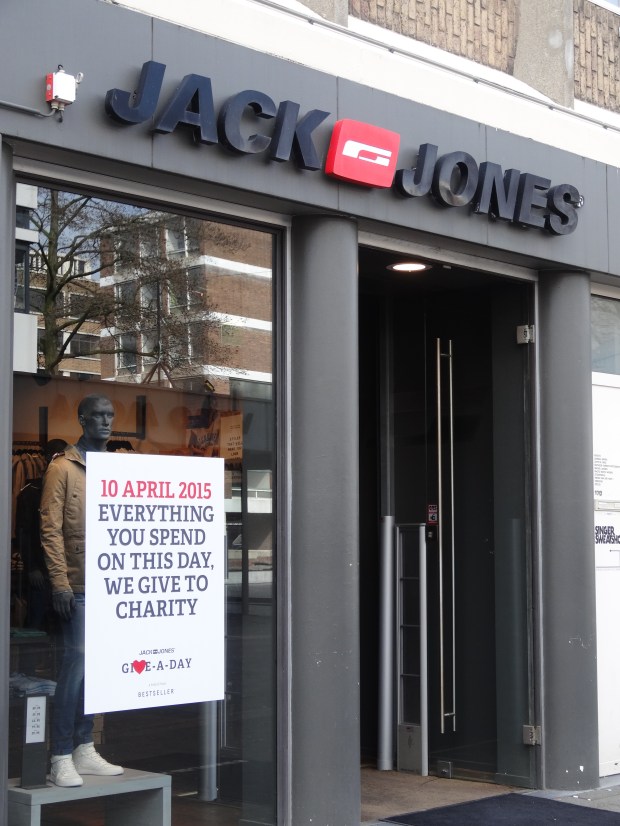 JACK JONES®
10 APRIL 2015
EVERYTHING
YOU SPEND
ON THIS DAY,
WE GIVE TO
CHARITY
JACK JONES
GIVE-A-DAY
BESTSELLER
SINGER